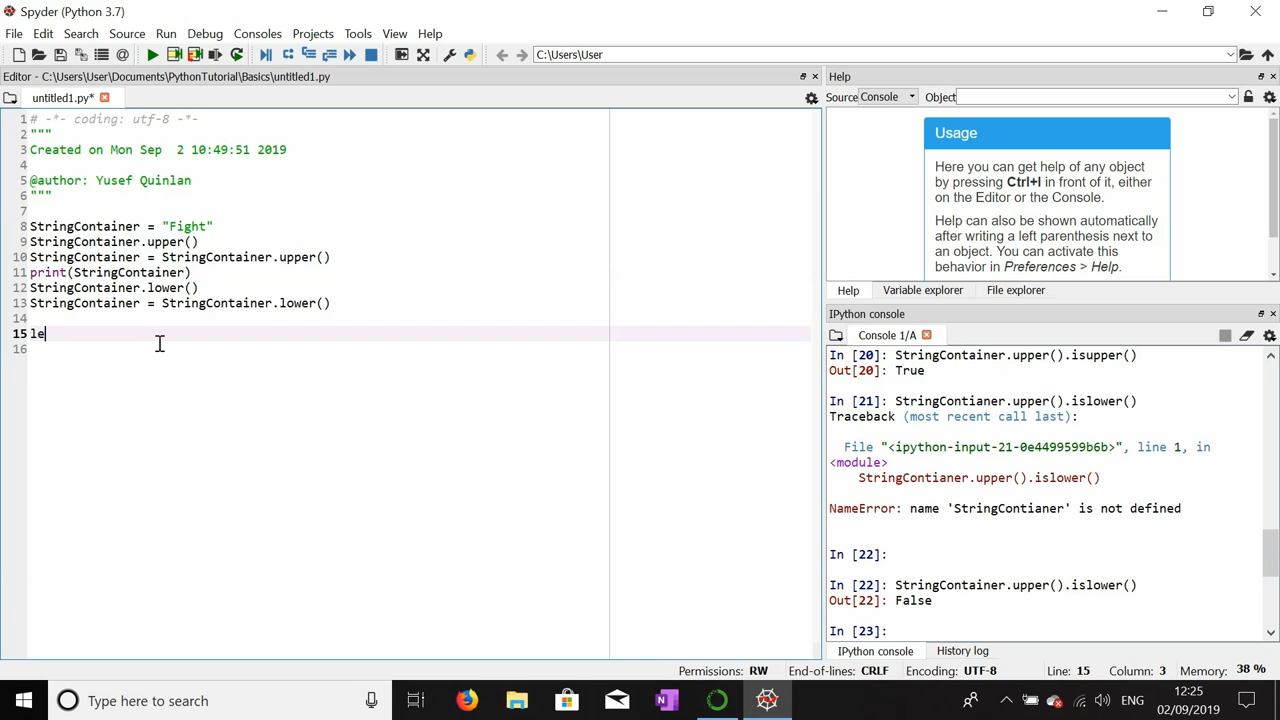 Spyder (Python 3.7)
File Edit Search Source Run Debug Consoles Projects Tools View Help
C:\Users\User
Editor - C:\Users\User\Documents\PythonTutorial\Basics\untitled1.py
untitled1.py*
1 # -*- coding: utf-8 -*-
2 """
3 Created on Mon Sep  2 10:49:51 2019
4
5 @author: Yusef Quinlan
6 """
7
8 StringContainer = "Fight"
9 StringContainer.upper()
10 StringContainer = StringContainer.upper()
11 print(StringContainer)
12 StringContainer.lower()
13 StringContainer = StringContainer.lower()
14
15 le
16
Help
Source Console Object
Usage
Here you can get help of any object
by pressing Ctrl+I in front of it, either
on the Editor or the Console.
Help can also be shown automatically
after writing a left parenthesis next to
an object. You can activate this
behavior in Preferences > Help.
Help Variable explorer File explorer
IPython console
Console 1/A
In [20]: StringContainer.upper().isupper()
Out[20]: True
In [21]: StringContianer.upper().islower()
Traceback (most recent call last):
File "<ipython-input-21-0e4499599b6b>", line 1, in
<module>
StringContianer.upper().islower()
NameError: name 'StringContianer' is not defined
In [22]:
In [22]: StringContainer.upper().islower()
Out[22]: False
In [23]:
IPython console History log
Permissions: RW End-of-lines: CRLF Encoding: UTF-8 Line: 15 Column: 3 Memory: 38 %
Type here to search
ENG
12:25
02/09/2019